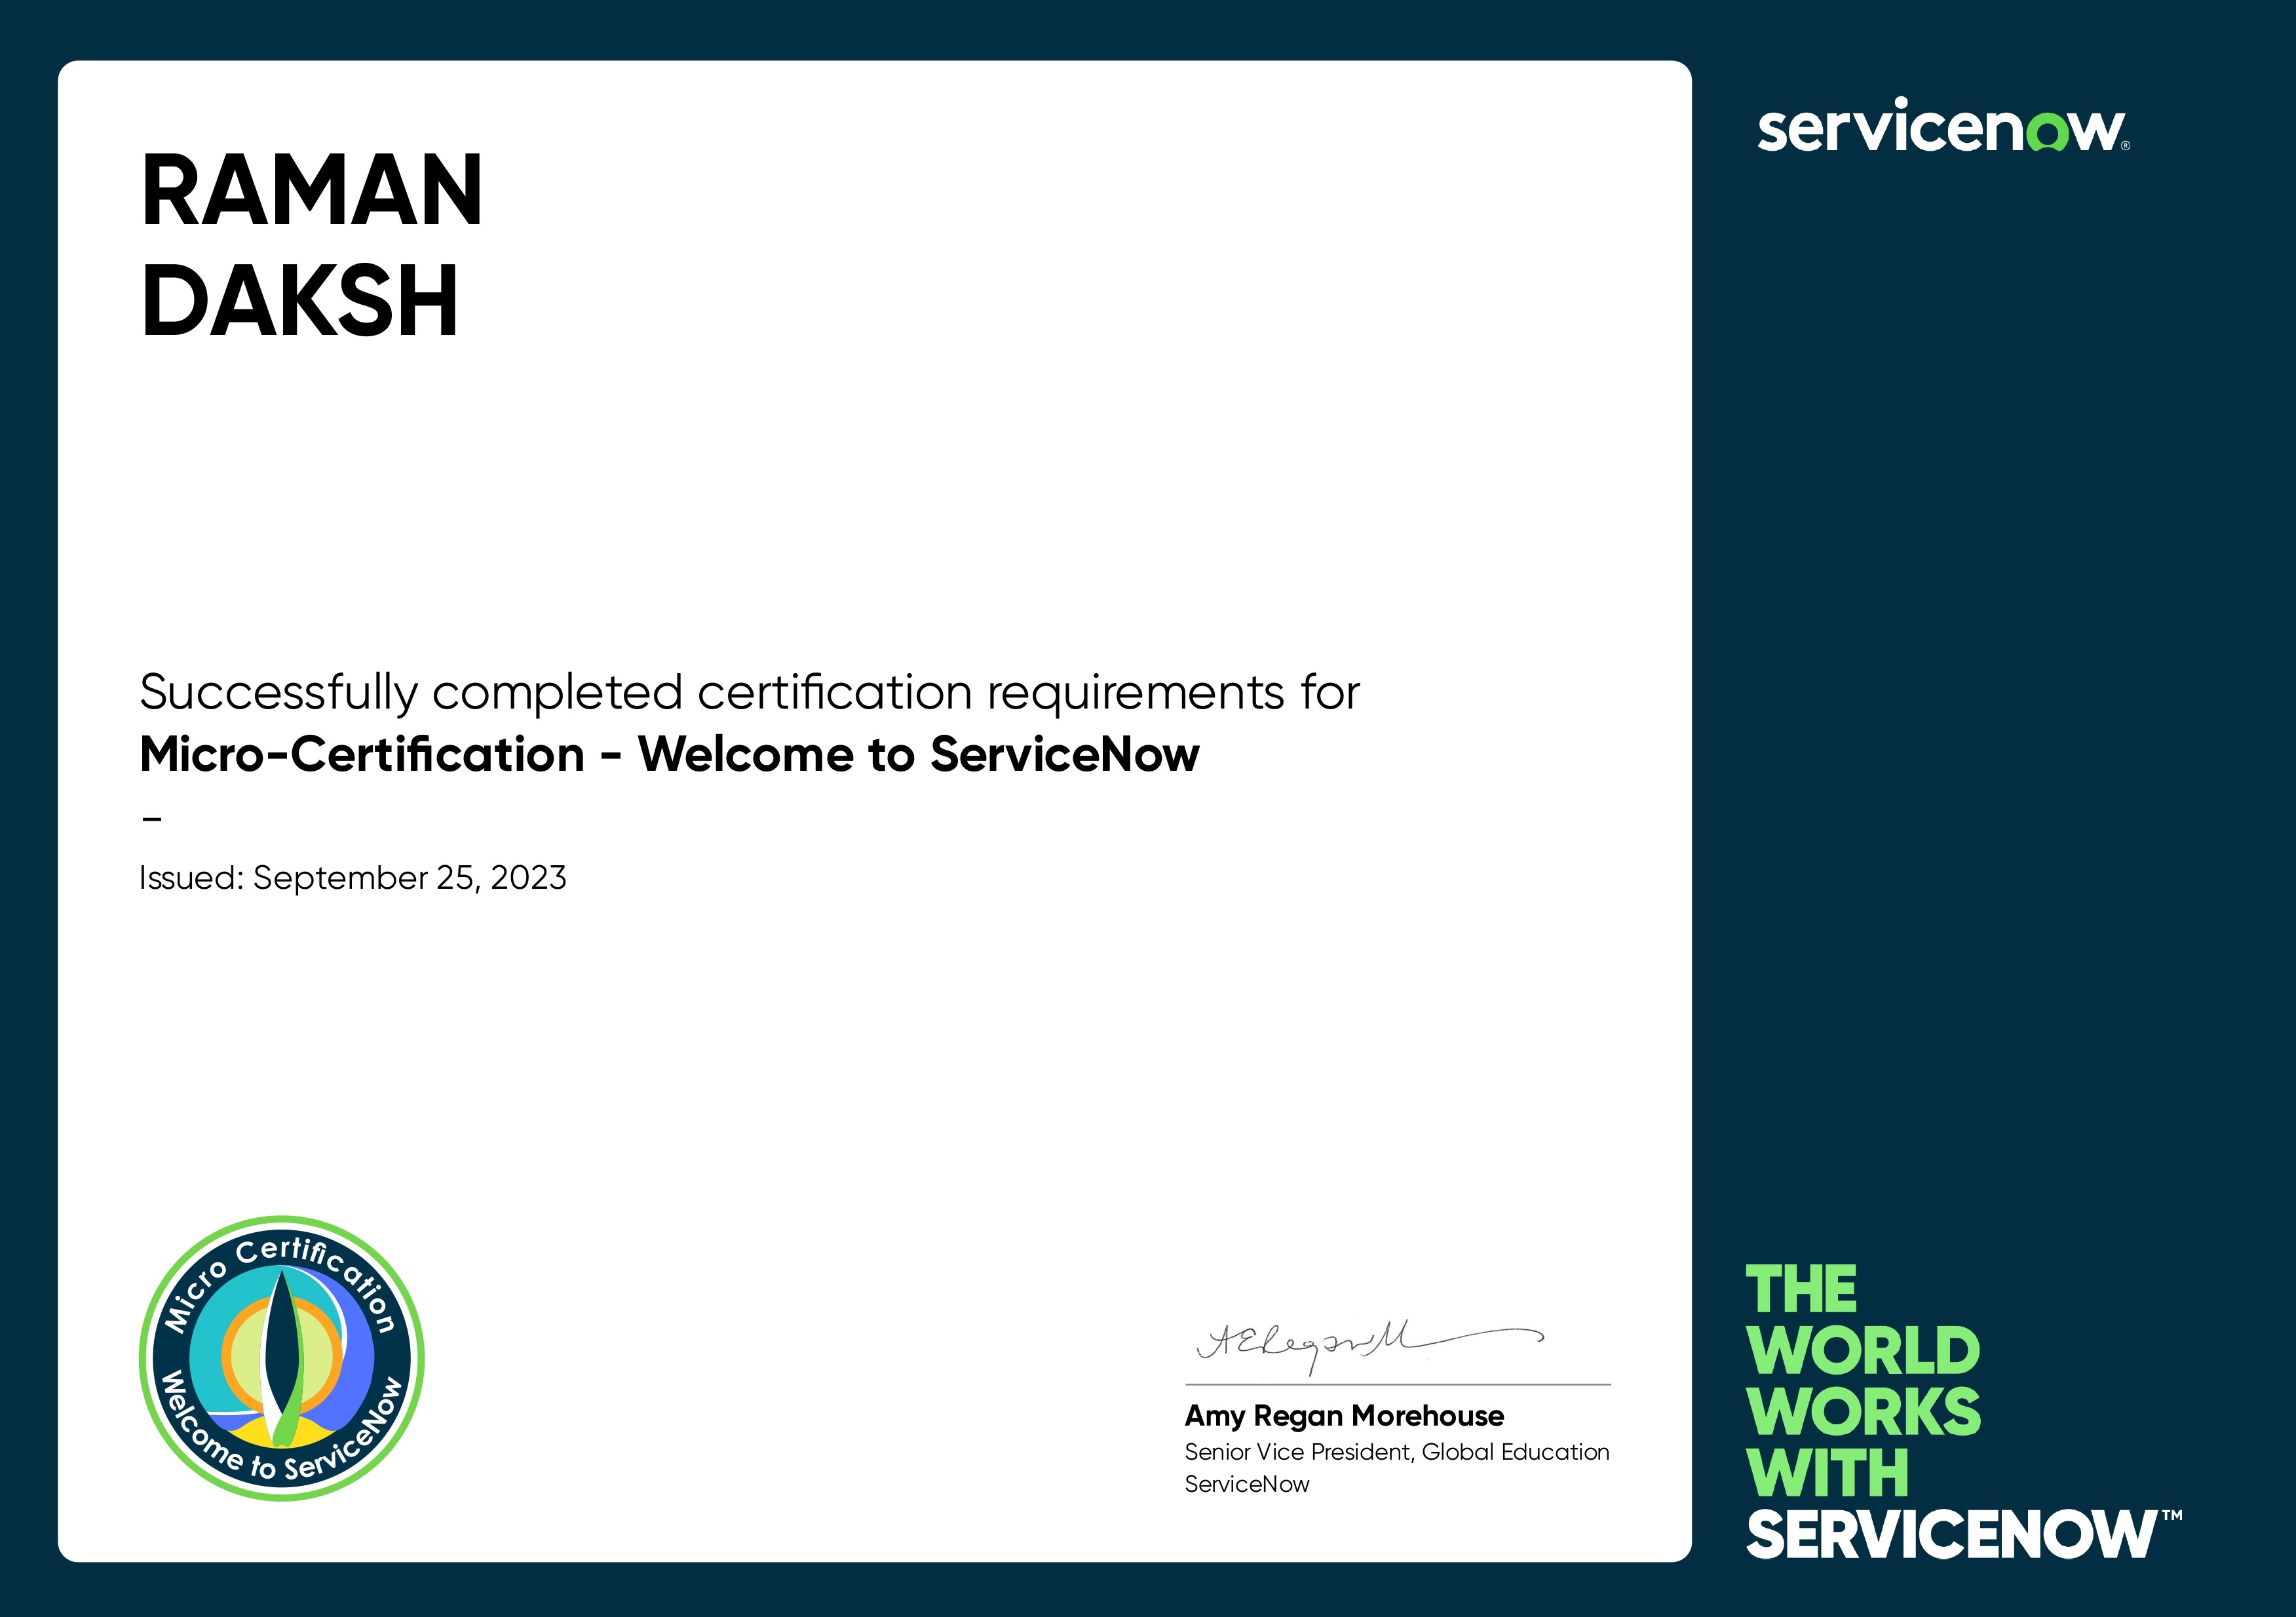 RAMAN
DAKSH
servicenow®
Successfully completed certification requirements for
Micro-Certification - Welcome to ServiceNow
–
Issued: September 25, 2023
Micro Certification
Welcome to ServiceNow
Amy Regan Morehouse
Senior Vice President, Global Education
ServiceNow
THE
WORLD
WORKS
WITH
SERVICENOW™